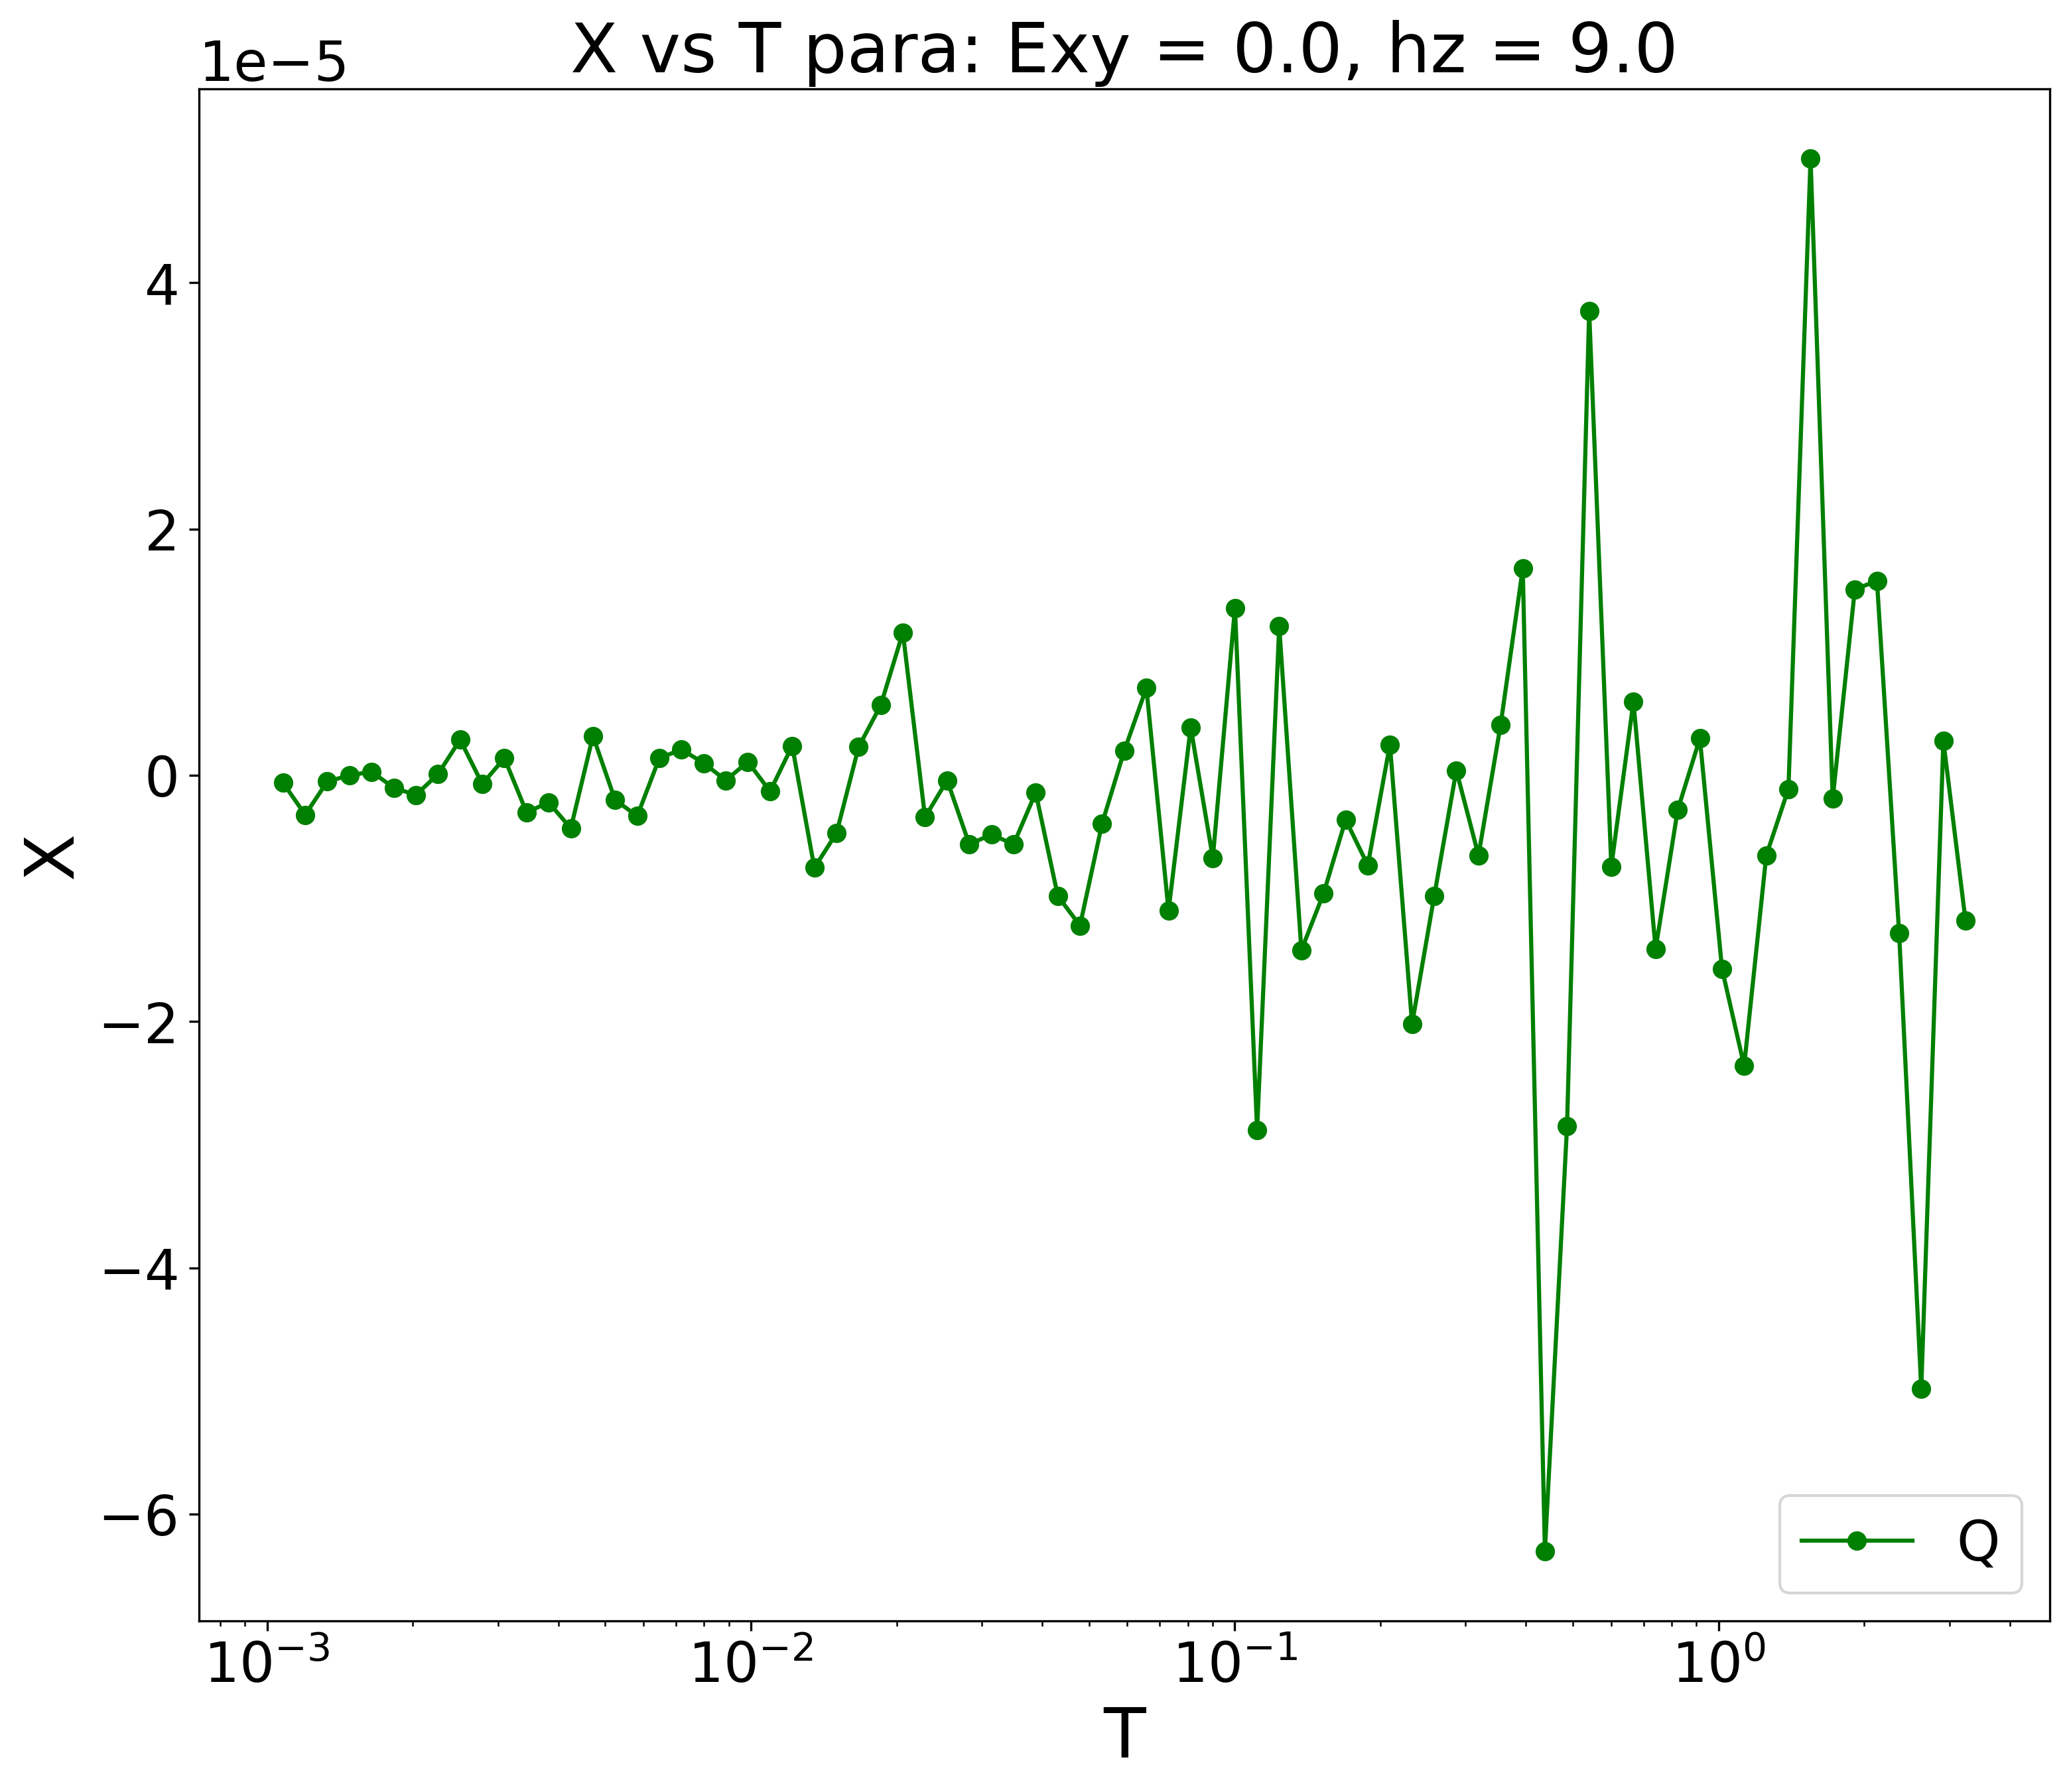 X vs T para: Exy = 0.0, hz = 9.0
1e−5
4
2
0
−2
−4
−6
X
10⁻³ 10⁻² 10⁻¹ 10⁰
T
Q